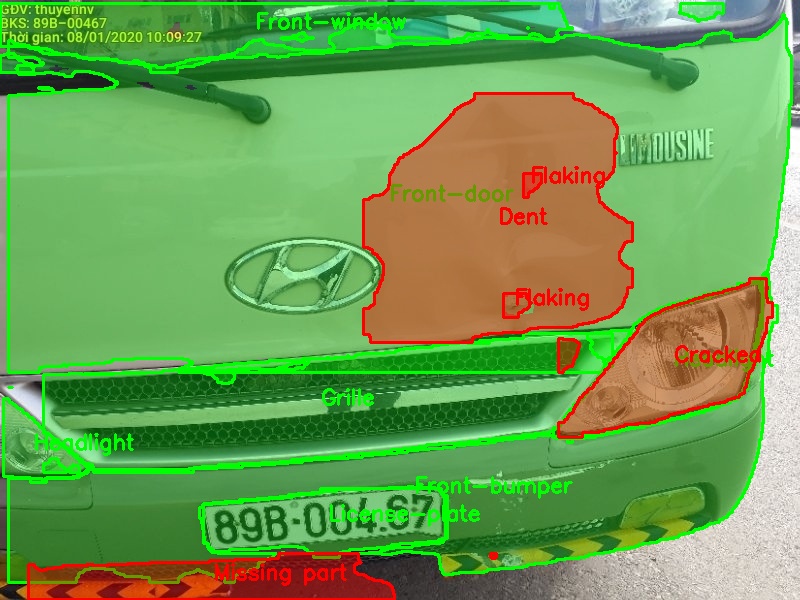 GĐV: thuyennv
BKS: 89B-00467
Thời gian: 08/01/2020 10:09:27
Front-window
LIMOUSINE
Flaking
Front-door
Dent
Flaking
Cracked
Grille
Headlight
Front-bumper
89B-004.67
License-plate
Missing part